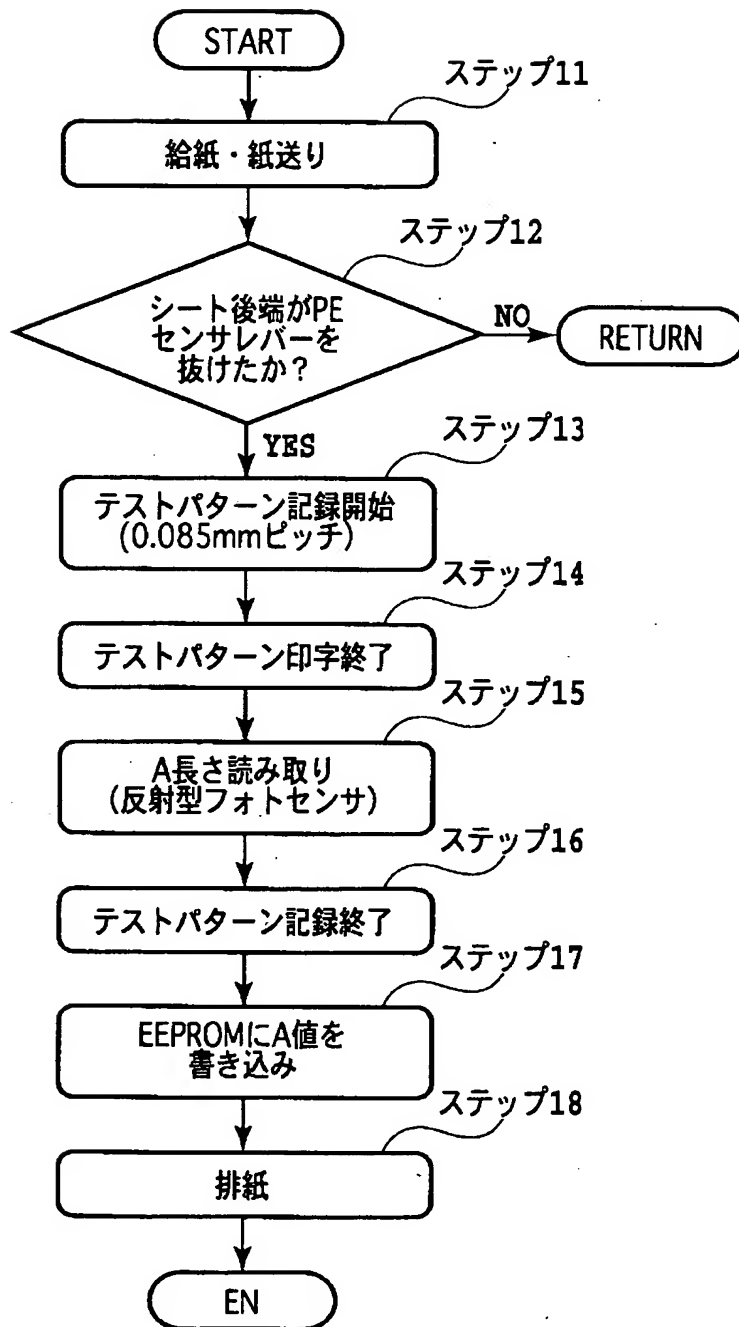 START
ステップ11
給紙・紙送り
ステップ12
シート後端がPE
センサレバーを
抜けたか？
NO
RETURN
YES
ステップ13
テストパターン記録開始
(0.085mmピッチ)
ステップ14
テストパターン印字終了
ステップ15
A長さ読み取り
(反射型フォトセンサ)
ステップ16
テストパターン記録終了
ステップ17
EEPROMにA値を
書き込み
ステップ18
排紙
EN